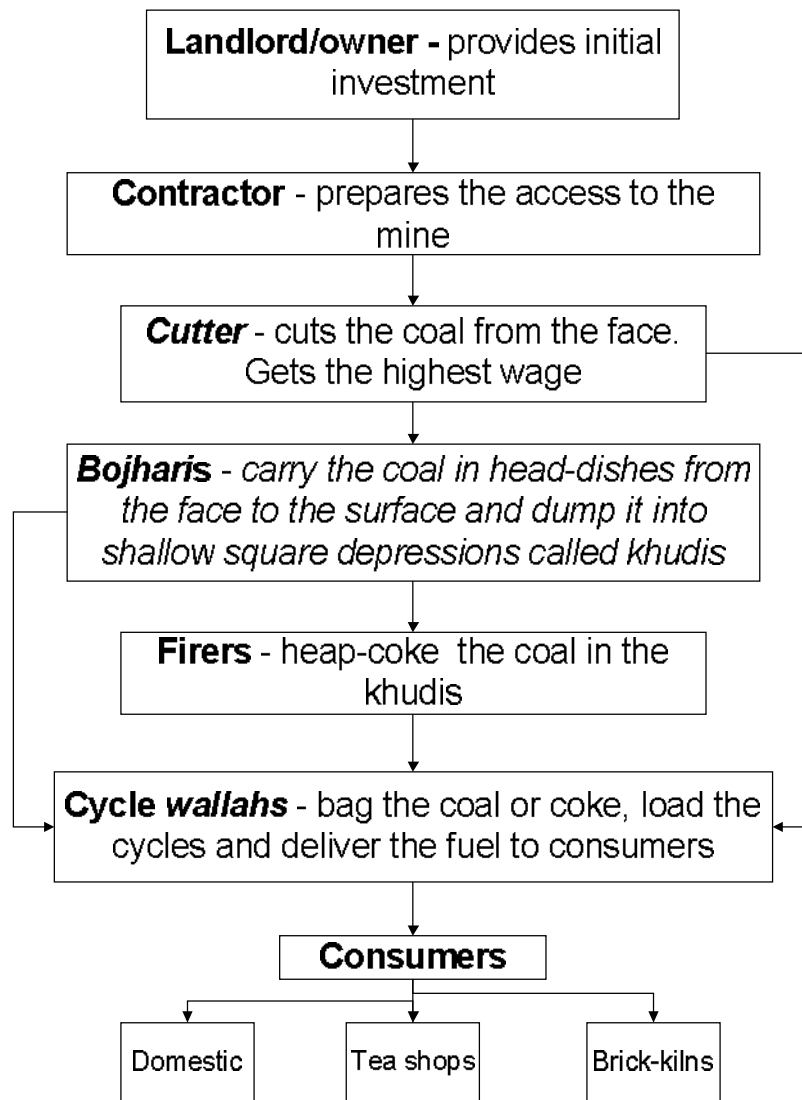 Landlord/owner - provides initial
investment
Contractor - prepares the access to the
mine
Cutter - cuts the coal from the face.
Gets the highest wage
Bojharis - carry the coal in head-dishes from
the face to the surface and dump it into
shallow square depressions called khudis
Firers - heap-coke the coal in the
khudis
Cycle wallahs - bag the coal or coke, load the
cycles and deliver the fuel to consumers
Consumers
Domestic
Tea shops
Brick-kilns